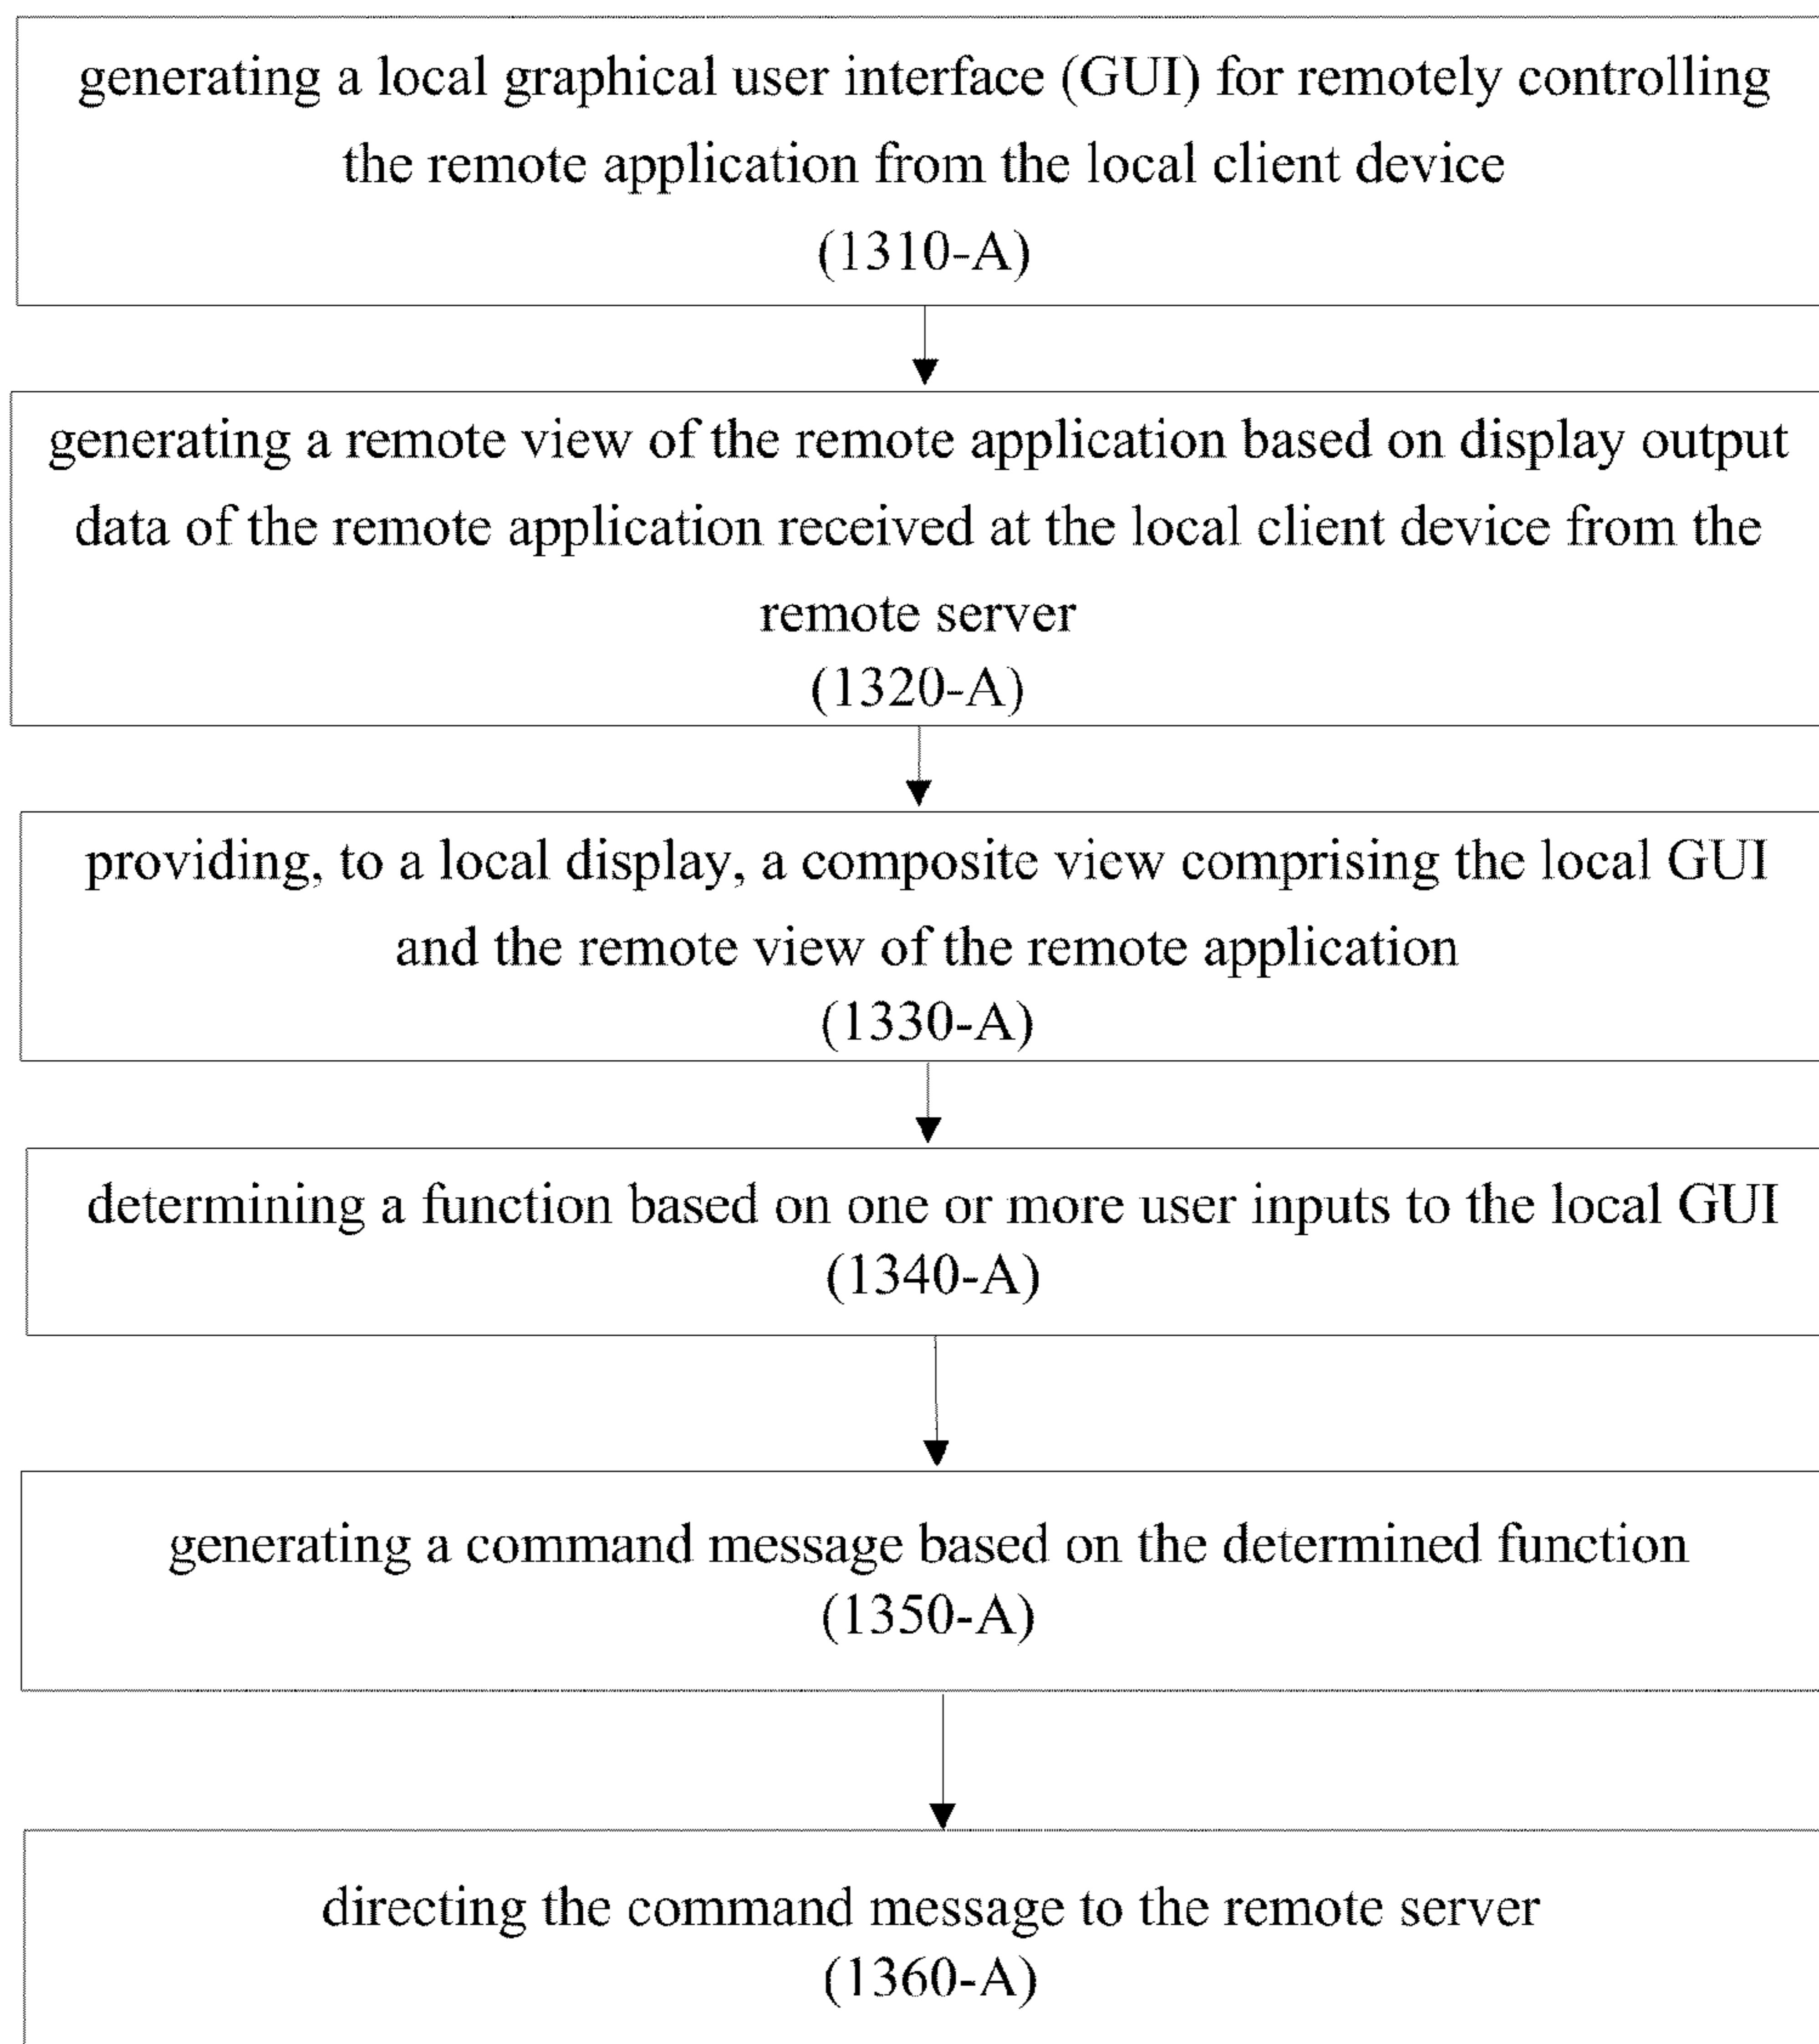 generating a local graphical user interface (GUI) for remotely controlling
the remote application from the local client device
(1310-A)
generating a remote view of the remote application based on display output
data of the remote application received at the local client device from the
remote server
(1320-A)
providing, to a local display, a composite view comprising the local GUI
and the remote view of the remote application
(1330-A)
determining a function based on one or more user inputs to the local GUI
(1340-A)
generating a command message based on the determined function
(1350-A)
directing the command message to the remote server
(1360-A)